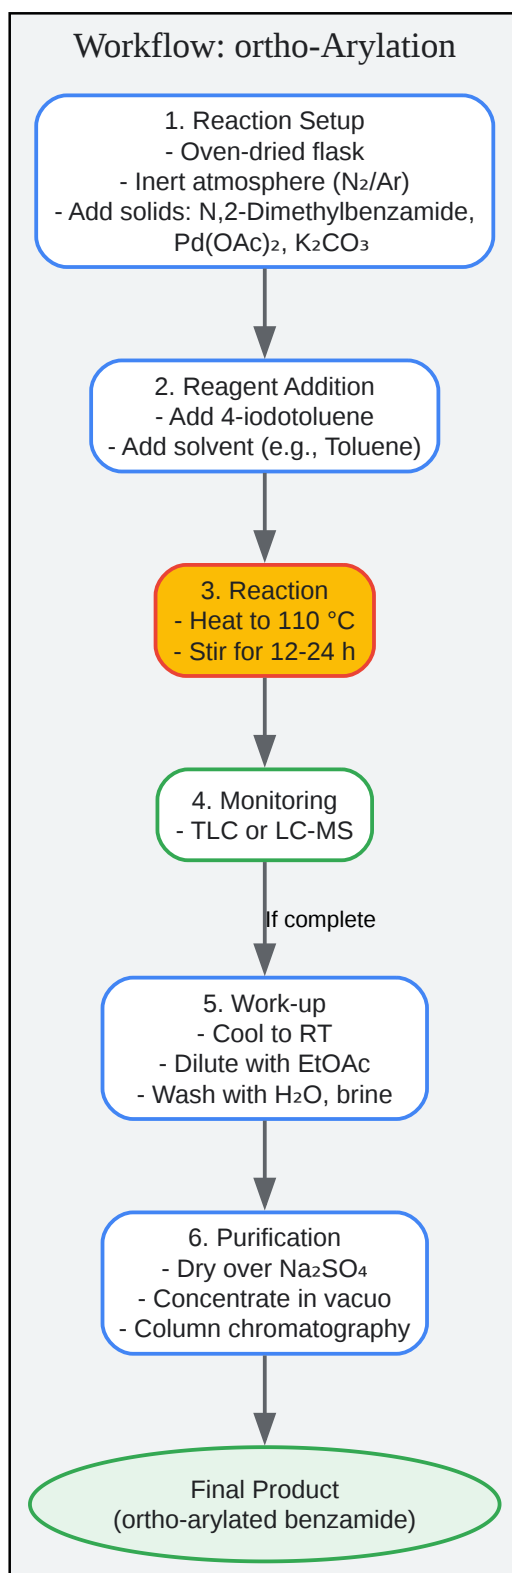 Workflow: ortho-Arylation
1. Reaction Setup
- Oven-dried flask
- Inert atmosphere (N₂/Ar)
- Add solids: N,2-Dimethylbenzamide,
Pd(OAc)₂, K₂CO₃
2. Reagent Addition
- Add 4-iodotoluene
- Add solvent (e.g., Toluene)
3. Reaction
- Heat to 110 °C
- Stir for 12-24 h
4. Monitoring
- TLC or LC-MS
If complete
5. Work-up
- Cool to RT
- Dilute with EtOAc
- Wash with H₂O, brine
6. Purification
- Dry over Na₂SO₄
- Concentrate in vacuo
- Column chromatography
Final Product
(ortho-arylated benzamide)